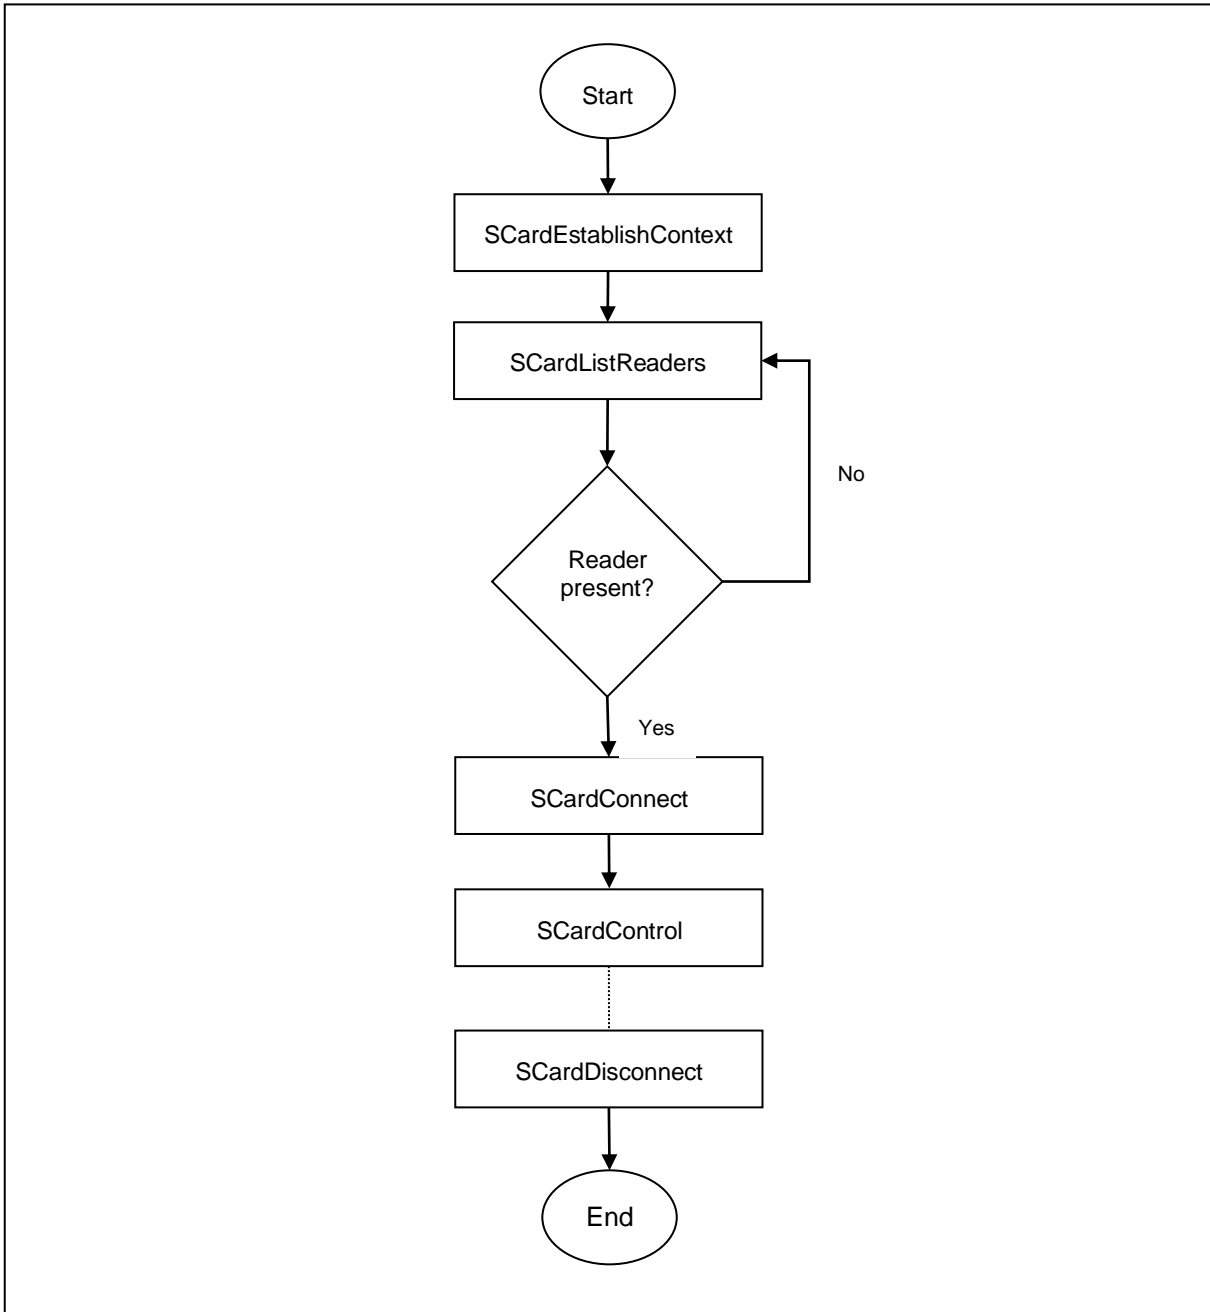 Start
SCardEstablishContext
SCardListReaders
No
Reader
present?
Yes
SCardConnect
SCardControl
SCardDisconnect
End